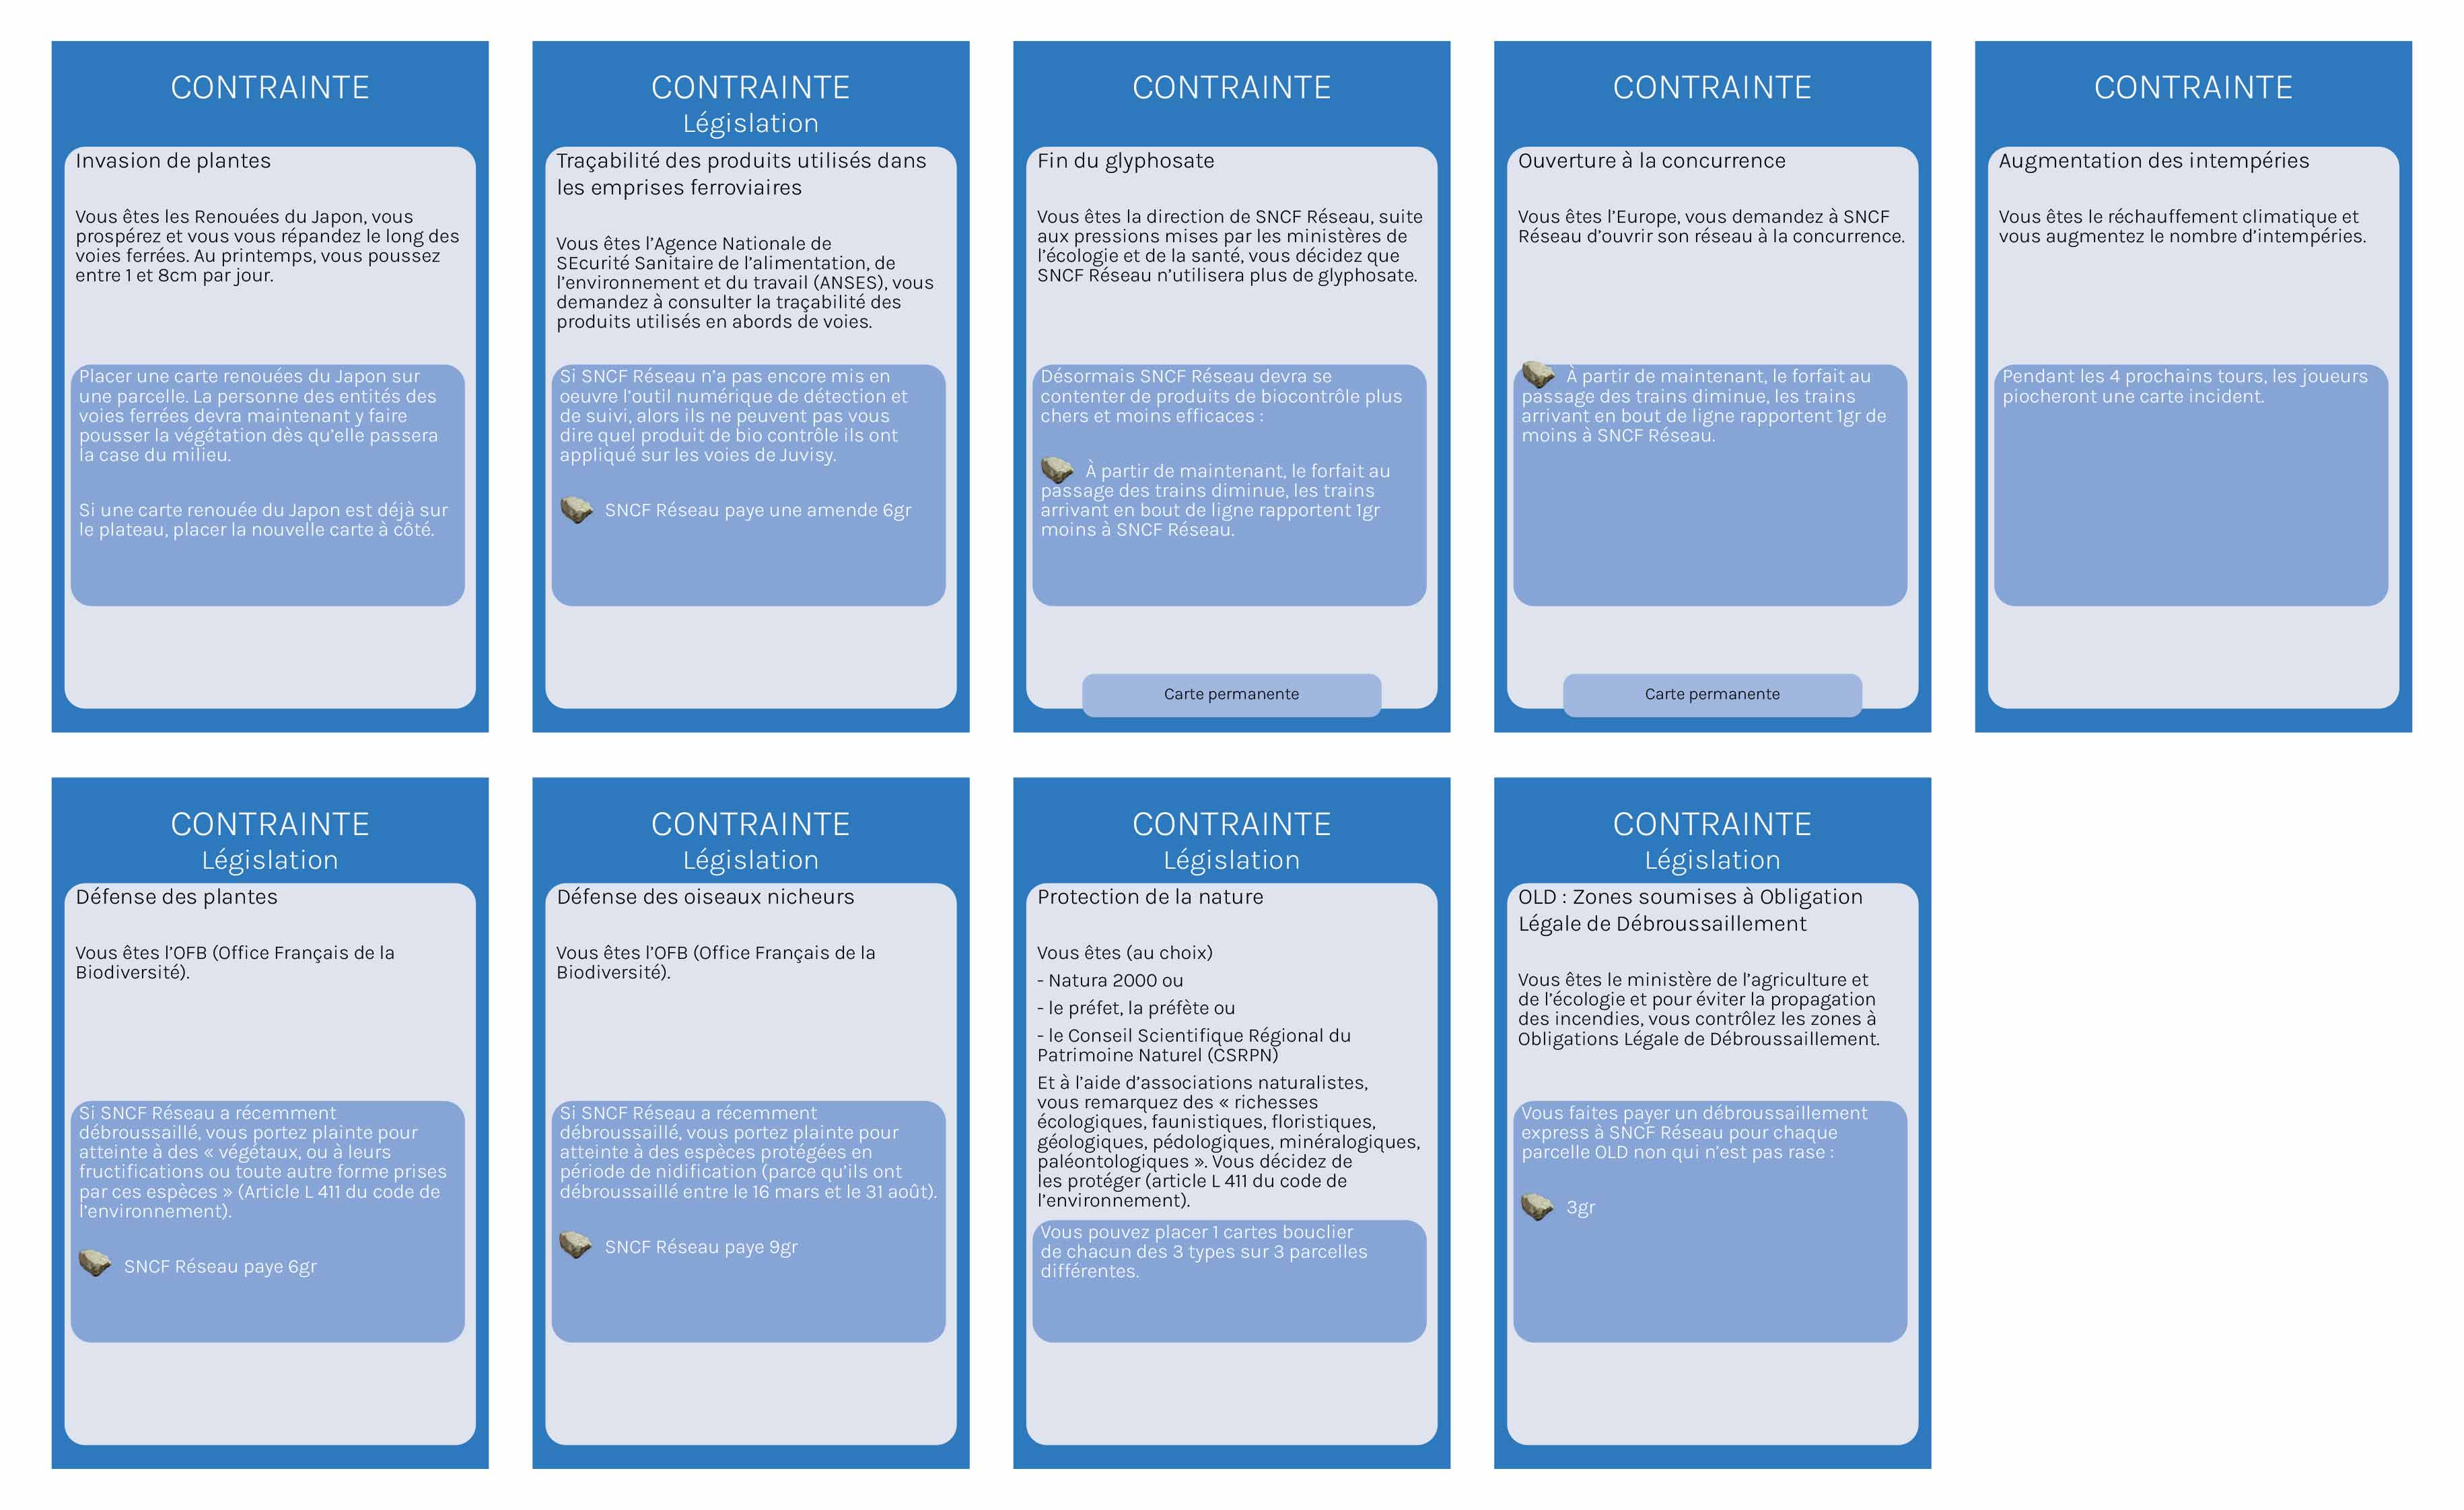 CONTRAINTE
Invasion de plantes
Vous êtes les Renouées du Japon, vous
prospérez et vous vous répandez le long des
voies ferrées. Au printemps, vous poussez
entre 1 et 8cm par jour.
Placer une carte renouées du Japon sur
une parcelle. La personne des entités des
voies ferrées devra maintenant y faire
pousser la végétation dès qu'elle passera
la case du milieu.
Si une carte renouée du Japon est déjà sur
le plateau, placer la nouvelle carte à côté.
CONTRAINTE
Législation
Traçabilité des produits utilisés dans
les emprises ferroviaires
Vous êtes l'Agence Nationale de
SEcurité Sanitaire de l'alimentation, de
l'environnement et du travail (ANSES), vous
demandez à consulter la traçabilité des
produits utilisés en abords de voies.
Si SNCF Réseau n'a pas encore mis en
oeuvre l'outil numérique de détection et
de suivi, alors ils ne peuvent pas vous
dire quel produit de bio contrôle ils ont
appliqué sur les voies de Juvisy.
SNCF Réseau paye une amende 6gr
CONTRAINTE
Fin du glyphosate
Vous êtes la direction de SNCF Réseau, suite
aux pressions mises par les ministères de
l'écologie et de la santé, vous décidez que
SNCF Réseau n'utilisera plus de glyphosate.
Désormais SNCF Réseau devra se
contenter de produits de biocontrôle plus
chers et moins efficaces :
À partir de maintenant, le forfait au
passage des trains diminue, les trains
arrivant en bout de ligne rapportent 1gr
moins à SNCF Réseau.
Carte permanente
CONTRAINTE
Ouverture à la concurrence
Vous êtes l'Europe, vous demandez à SNCF
Réseau d'ouvrir son réseau à la concurrence.
À partir de maintenant, le forfait au
passage des trains diminue, les trains
arrivant en bout de ligne rapportent 1gr de
moins à SNCF Réseau.
Carte permanente
CONTRAINTE
Augmentation des intempéries
Vous êtes le réchauffement climatique et
vous augmentez le nombre d'intempéries.
Pendant les 4 prochains tours, les joueurs
piocheront une carte incident.
CONTRAINTE
Législation
Défense des plantes
Vous êtes l'OFB (Office Français de la
Biodiversité).
Si SNCF Réseau a récemment
débroussaillé, vous portez plainte pour
atteinte à des « végétaux, ou à leurs
fructifications ou toute autre forme prises
par ces espèces » (Article L 411 du code de
l'environnement).
SNCF Réseau paye 6gr
CONTRAINTE
Législation
Défense des oiseaux nicheurs
Vous êtes l'OFB (Office Français de la
Biodiversité).
Si SNCF Réseau a récemment
débroussaillé, vous portez plainte pour
atteinte à des espèces protégées en
période de nidification (parce qu'ils ont
débroussaillé entre le 16 mars et le 31 août).
SNCF Réseau paye 9gr
CONTRAINTE
Législation
Protection de la nature
Vous êtes (au choix)
- Natura 2000 ou
- le préfet, la préfète ou
- le Conseil Scientifique Régional du
Patrimoine Naturel (CSRPN)
Et à l'aide d'associations naturalistes,
vous remarquez des « richesses
écologiques, faunistiques, floristiques,
géologiques, pédologiques, minéralogiques,
paléontologiques ». Vous décidez de
les protéger (article L 411 du code de
l'environnement).
Vous pouvez placer 1 cartes bouclier
de chacun des 3 types sur 3 parcelles
différentes.
CONTRAINTE
Législation
OLD : Zones soumises à Obligation
Légale de Débroussaillement
Vous êtes le ministère de l'agriculture et
de l'écologie et pour éviter la propagation
des incendies, vous contrôlez les zones à
Obligations Légale de Débroussaillement.
Vous faites payer un débroussaillement
express à SNCF Réseau pour chaque
parcelle OLD non qui n'est pas rase :
3gr